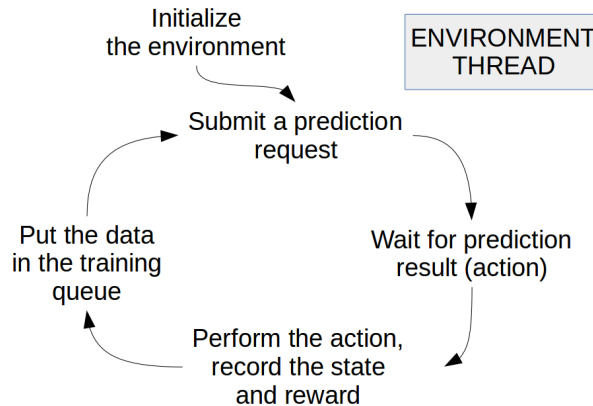 Initialize
the environment
ENVIRONMENT
THREAD
Submit a prediction
request
Wait for prediction
result (action)
Perform the action,
record the state
and reward
Put the data
in the training
queue